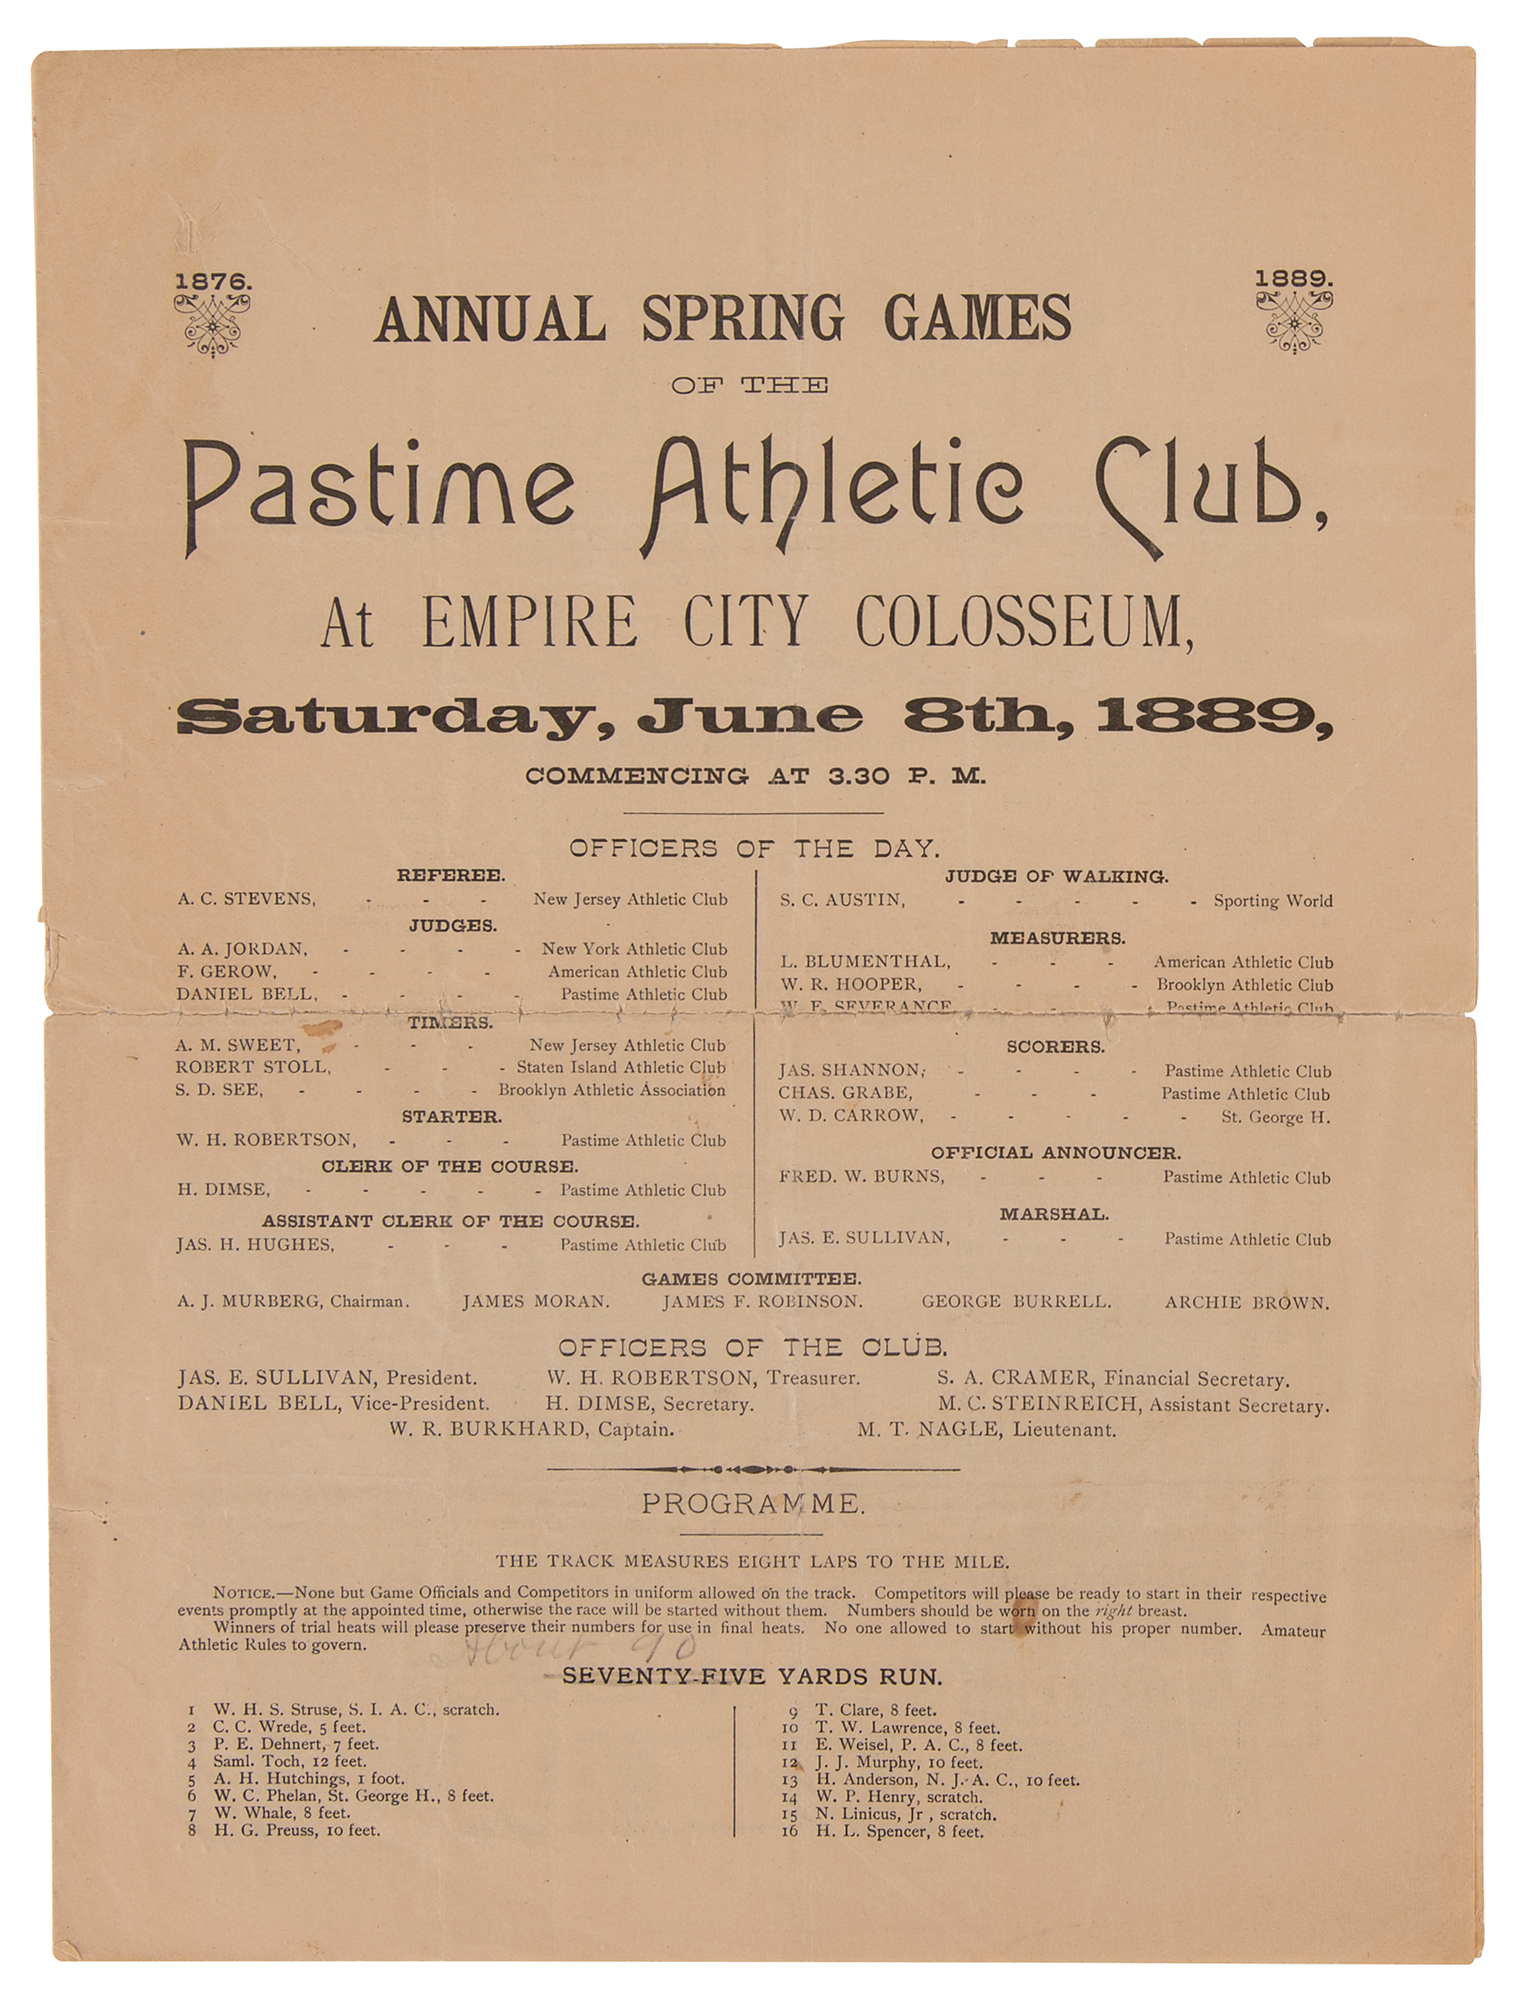 1876.
1889.
ANNUAL SPRING GAMES
OF THE
Pastime Athletic Club,
At EMPIRE CITY COLOSSEUM,
Saturday, June 8th, 1889,
COMMENCING AT 3.30 P. M.
OFFICERS OF THE DAY.
REFEREE.
A. C. STEVENS, - - - New Jersey Athletic Club
JUDGES.
A. A. JORDAN, - - - - New York Athletic Club
F. GEROW, - - - - American Athletic Club
DANIEL BELL, - - - - Pastime Athletic Club
TIMERS.
A. M. SWEET, - - - New Jersey Athletic Club
ROBERT STOLL, - - - Staten Island Athletic Club
S. D. SEE, - - - - Brooklyn Athletic Association
STARTER.
W. H. ROBERTSON, - - - Pastime Athletic Club
CLERK OF THE COURSE.
H. DIMSE, - - - - - Pastime Athletic Club
ASSISTANT CLERK OF THE COURSE.
JAS. H. HUGHES, - - - Pastime Athletic Club
JUDGE OF WALKING.
S. C. AUSTIN, - - - - - Sporting World
MEASURERS.
L. BLUMENTHAL, - - - American Athletic Club
W. R. HOOPER, - - - - Brooklyn Athletic Club
W. F. SEVERANCE, - - - Pastime Athletic Club
SCORERS.
JAS. SHANNON, - - - - Pastime Athletic Club
CHAS. GRABE, - - - Pastime Athletic Club
W. D. CARROW, - - - - - St. George H.
OFFICIAL ANNOUNCER.
FRED. W. BURNS, - - - Pastime Athletic Club
MARSHAL.
JAS. E. SULLIVAN, - - - Pastime Athletic Club
GAMES COMMITTEE.
A. J. MURBERG, Chairman. JAMES MORAN. JAMES F. ROBINSON. GEORGE BURRELL. ARCHIE BROWN.
OFFICERS OF THE CLUB.
JAS. E. SULLIVAN, President. W. H. ROBERTSON, Treasurer. S. A. CRAMER, Financial Secretary.
DANIEL BELL, Vice-President. H. DIMSE, Secretary. M. C. STEINREICH, Assistant Secretary.
W. R. BURKHARD, Captain. M. T. NAGLE, Lieutenant.
PROGRAMME.
THE TRACK MEASURES EIGHT LAPS TO THE MILE.
NOTICE.—None but Game Officials and Competitors in uniform allowed on the track. Competitors will please be ready to start in their respective
events promptly at the appointed time, otherwise the race will be started without them. Numbers should be worn on the right breast.
Winners of trial heats will please preserve their numbers for use in final heats. No one allowed to start without his proper number. Amateur
Athletic Rules to govern.
About 90
SEVENTY-FIVE YARDS RUN.
1 W. H. S. Struse, S. I. A. C., scratch.
2 C. C. Wrede, 5 feet.
3 P. E. Dehnert, 7 feet.
4 Saml. Toch, 12 feet.
5 A. H. Hutchings, 1 foot.
6 W. C. Phelan, St. George H., 8 feet.
7 W. Whale, 8 feet.
8 H. G. Preuss, 10 feet.
9 T. Clare, 8 feet.
10 T. W. Lawrence, 8 feet.
11 E. Weisel, P. A. C., 8 feet.
12 J. J. Murphy, 10 feet.
13 H. Anderson, N. J. A. C., 10 feet.
14 W. P. Henry, scratch.
15 N. Linicus, Jr , scratch.
16 H. L. Spencer, 8 feet.